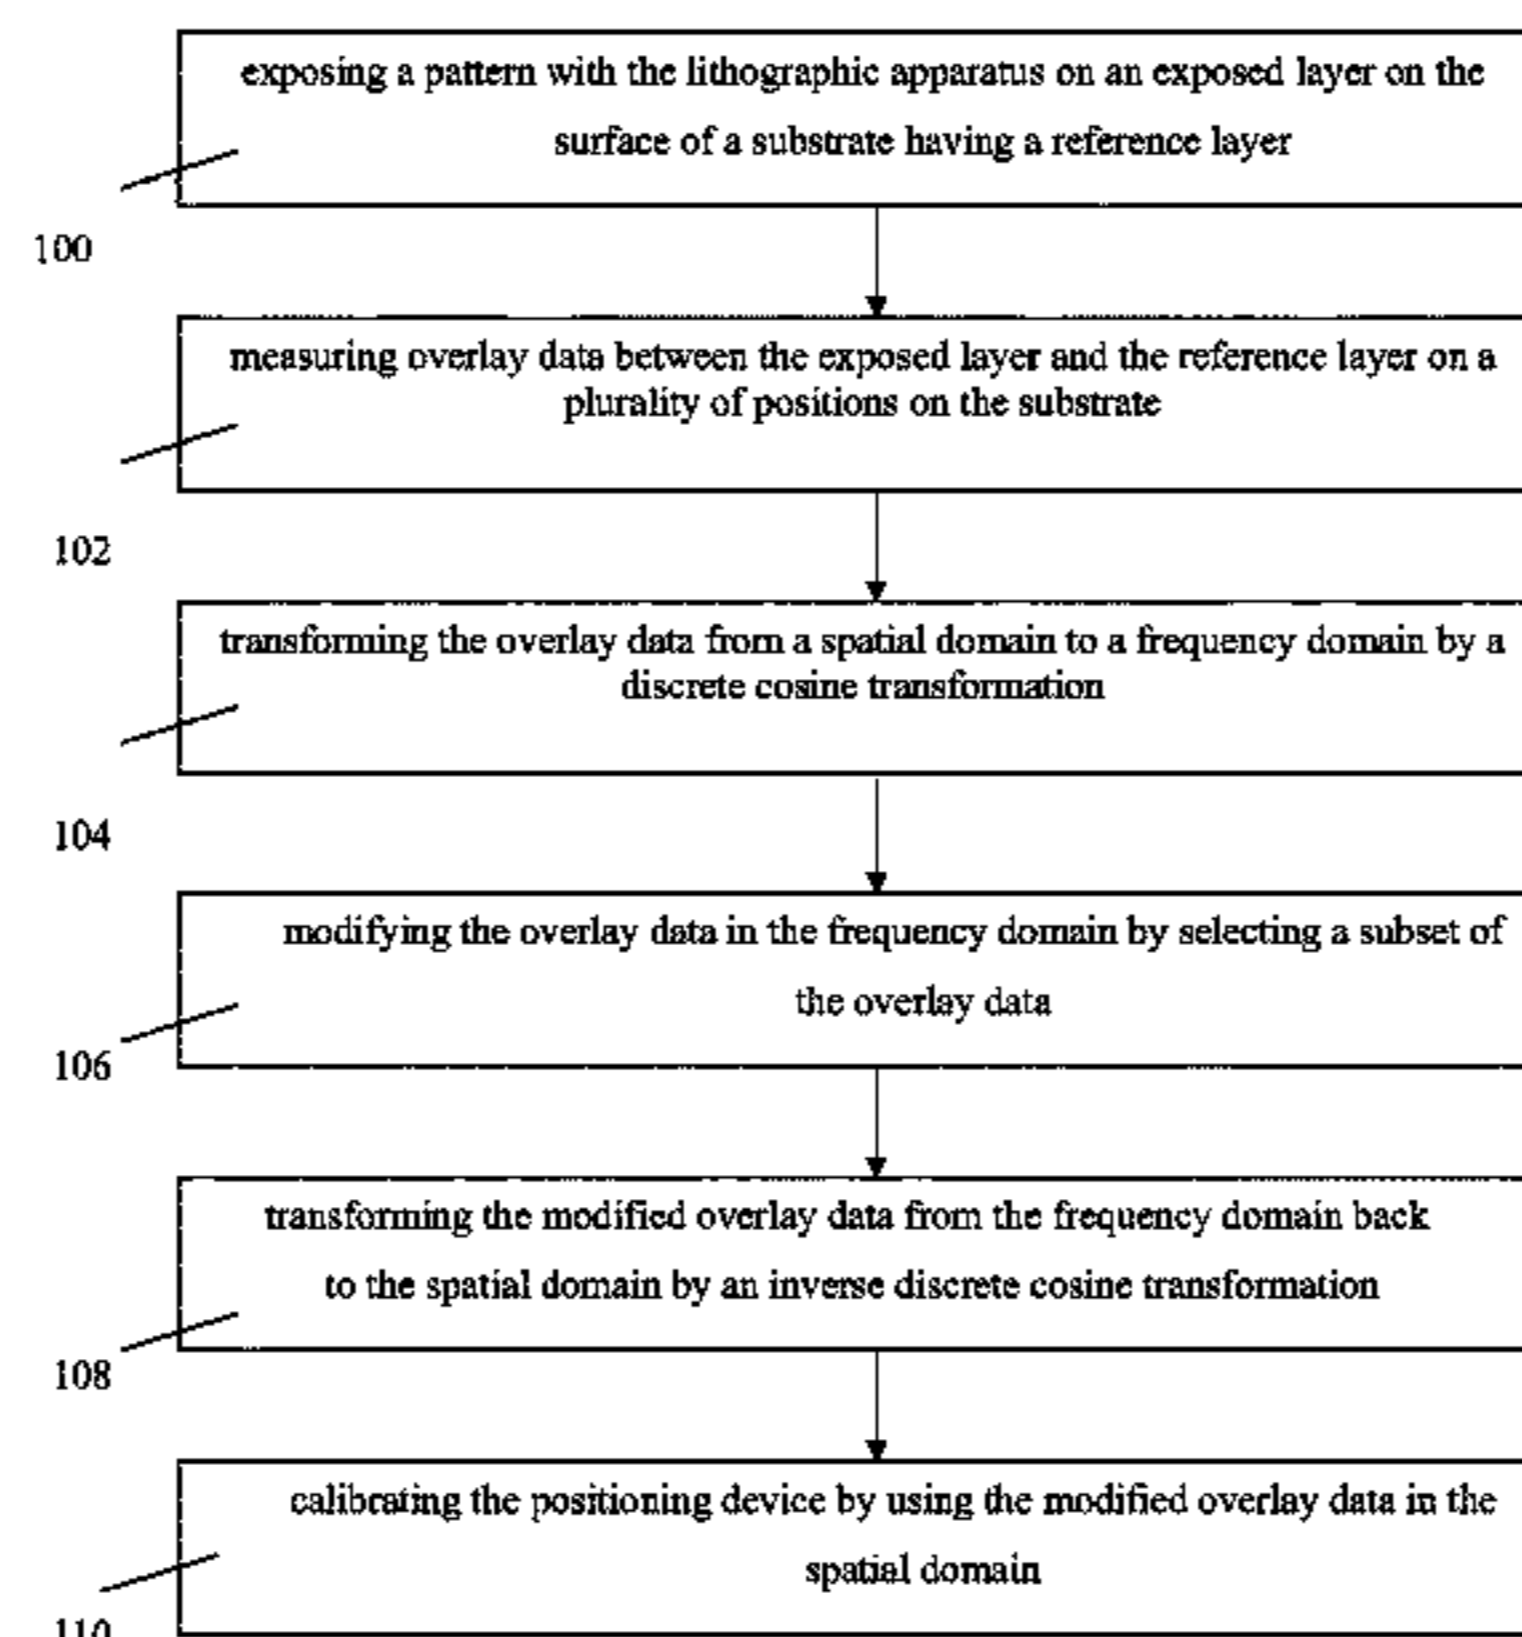 exposing a pattern with the lithographic apparatus on an exposed layer on the
surface of a substrate having a reference layer
100
measuring overlay data between the exposed layer and the reference layer on a
plurality of positions on the substrate
102
transforming the overlay data from a spatial domain to a frequency domain by a
discrete cosine transformation
104
modifying the overlay data in the frequency domain by selecting a subset of
the overlay data
106
transforming the modified overlay data from the frequency domain back
to the spatial domain by an inverse discrete cosine transformation
108
calibrating the positioning device by using the modified overlay data in the
spatial domain
110